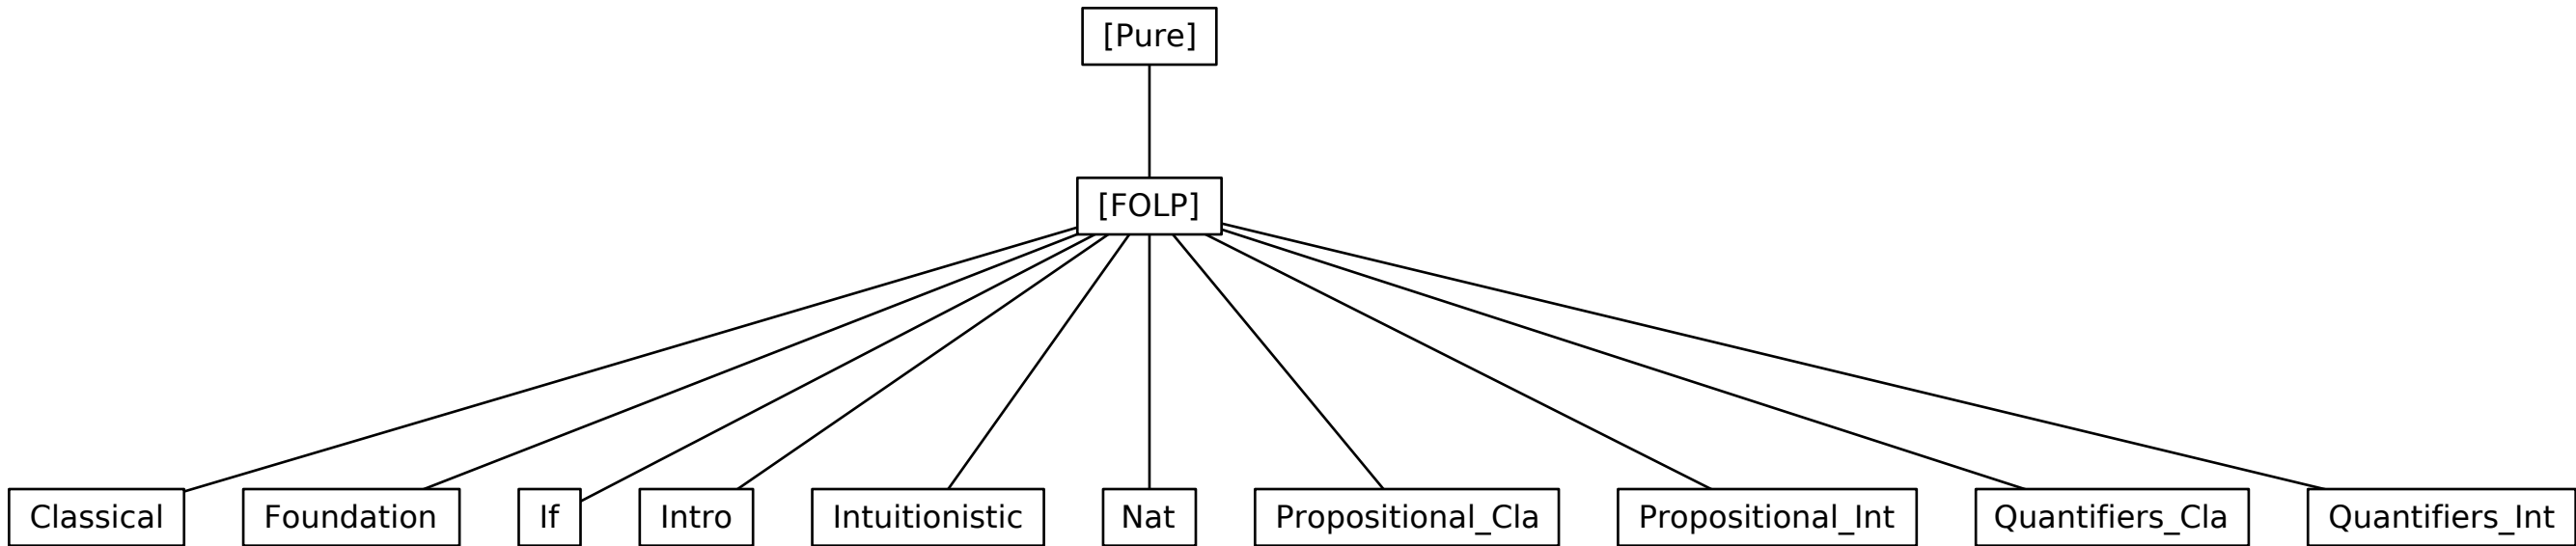 [Pure]
[FOLP]
Classical
Foundation
If
Intro
Intuitionistic
Nat
Propositional_Cla
Propositional_Int
Quantifiers_Cla
Quantifiers_Int